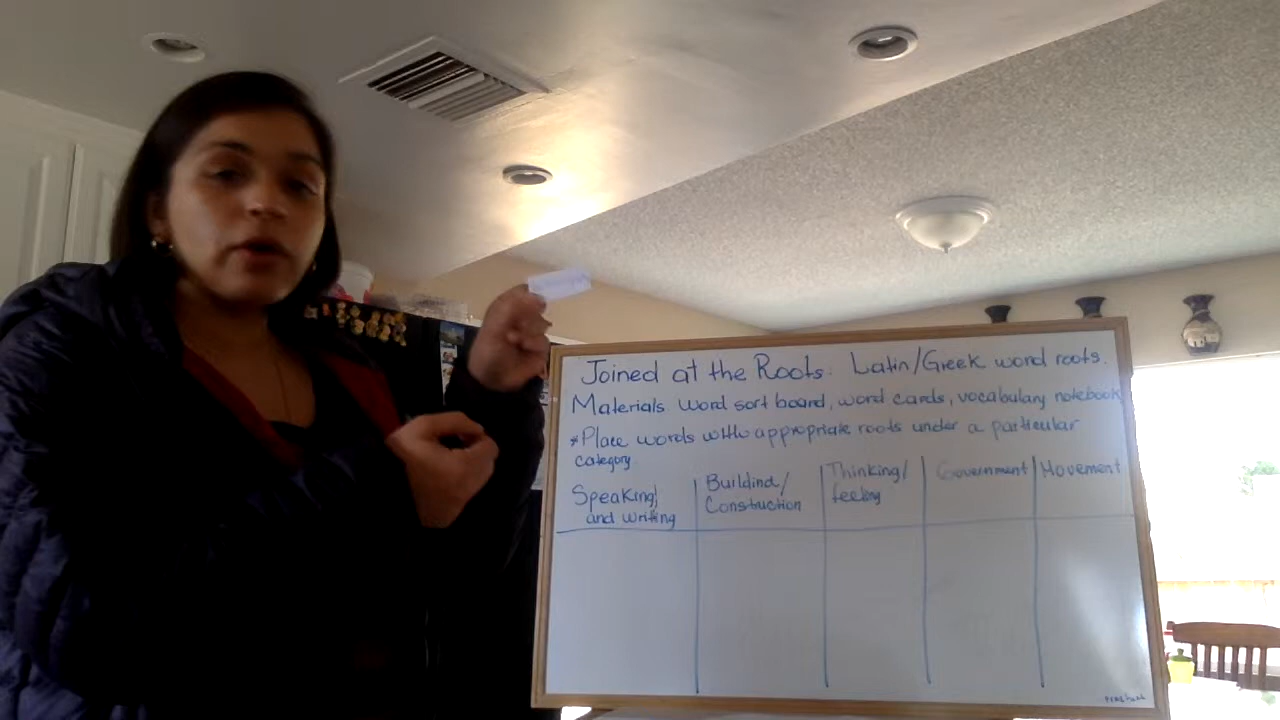 Joined at the Roots: Latin/Greek word roots.
Materials: word sort board, word cards, vocabulary notebook
*Place words with appropriate roots under a particular
category.
Speaking/ and writing
Buildind/ Construction
Thinking/ feeling
Government
Movement